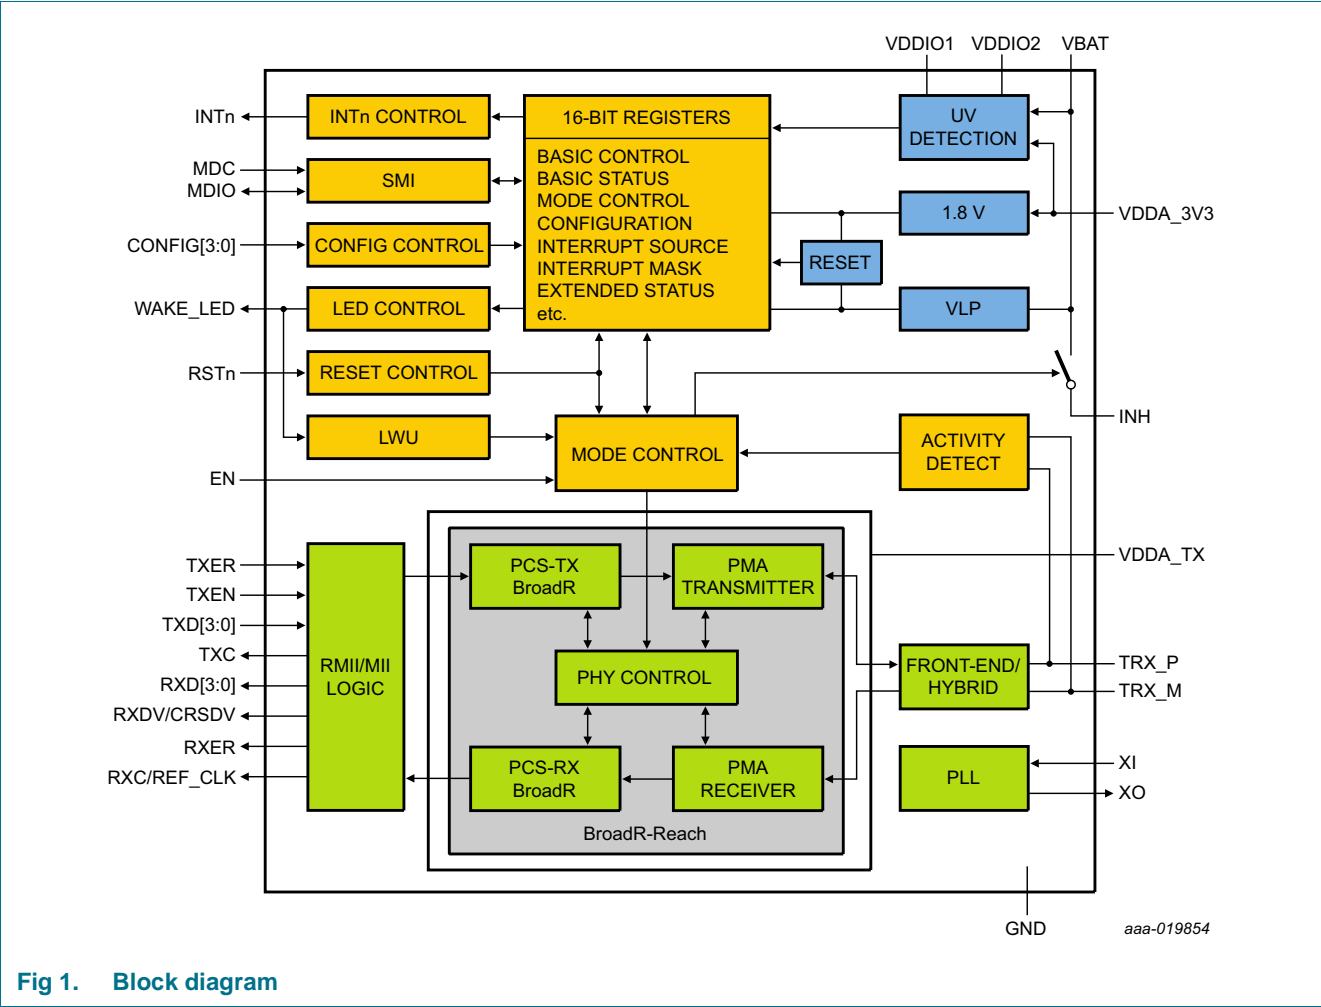 VDDIO1 VDDIO2 VBAT
INTn
INTn CONTROL
16-BIT REGISTERS
UV
DETECTION
BASIC CONTROL
BASIC STATUS
MODE CONTROL
CONFIGURATION
INTERRUPT SOURCE
INTERRUPT MASK
EXTENDED STATUS
etc.
MDC
MDIO
SMI
1.8 V
VDDA_3V3
CONFIG[3:0]
CONFIG CONTROL
RESET
WAKE_LED
LED CONTROL
VLP
RSTn
RESET CONTROL
INH
LWU
MODE CONTROL
ACTIVITY
DETECT
EN
VDDA_TX
TXER
TXEN
TXD[3:0]
TXC
RXD[3:0]
RXDV/CRSDV
RXER
RXC/REF_CLK
RMII/MII
LOGIC
PCS-TX
BroadR
PMA
TRANSMITTER
PHY CONTROL
FRONT-END/
HYBRID
TRX_P
TRX_M
PCS-RX
BroadR
PMA
RECEIVER
PLL
XI
XO
BroadR-Reach
GND
aaa-019854
Fig 1. Block diagram